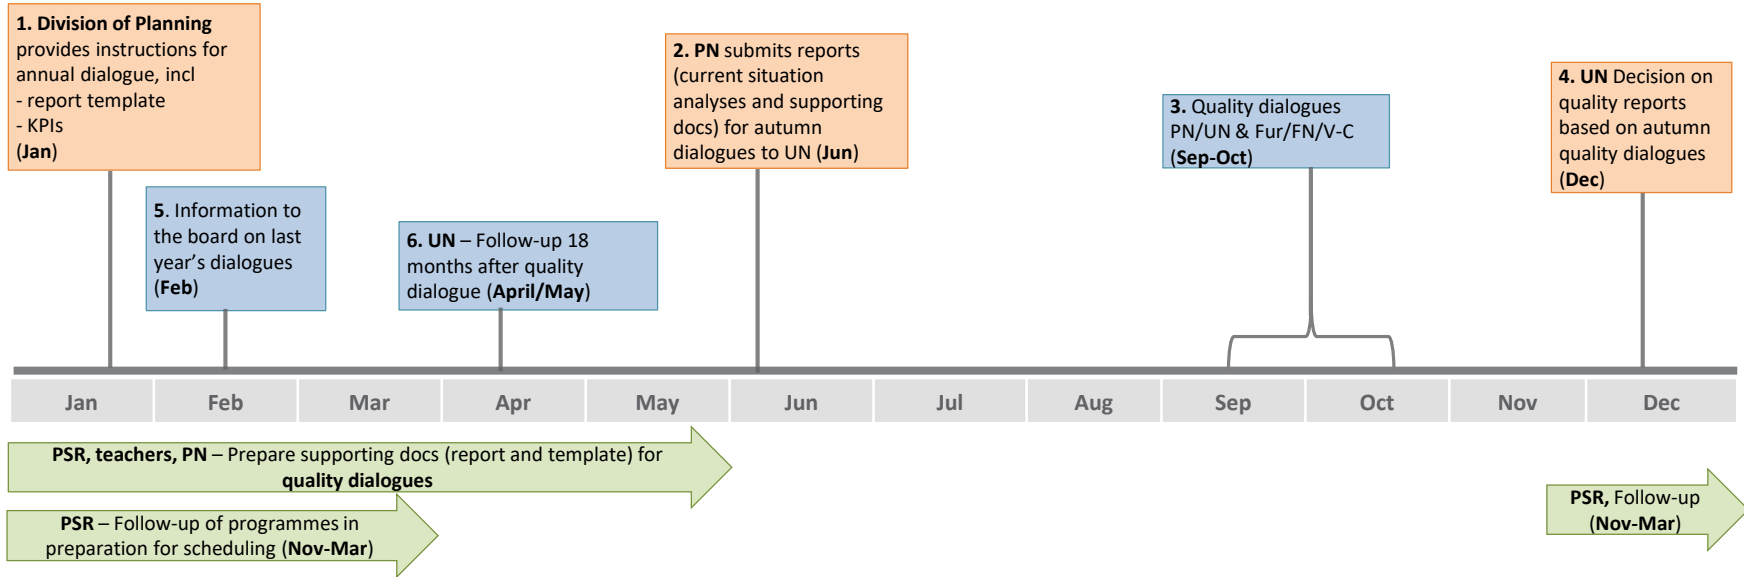 1. Division of Planning
provides instructions for
annual dialogue, incl
- report template
- KPIs
(Jan)
2. PN submits reports
(current situation
analyses and supporting
docs) for autumn
dialogues to UN (Jun)
3. Quality dialogues
PN/UN & Fur/FN/V-C
(Sep-Oct)
4. UN Decision on
quality reports
based on autumn
quality dialogues
(Dec)
5. Information to
the board on last
year's dialogues
(Feb)
6. UN – Follow-up 18
months after quality
dialogue (April/May)
Jan Feb Mar Apr May Jun Jul Aug Sep Oct Nov Dec
PSR, teachers, PN – Prepare supporting docs (report and template) for
quality dialogues
PSR – Follow-up of programmes in
preparation for scheduling (Nov-Mar)
PSR, Follow-up
(Nov-Mar)